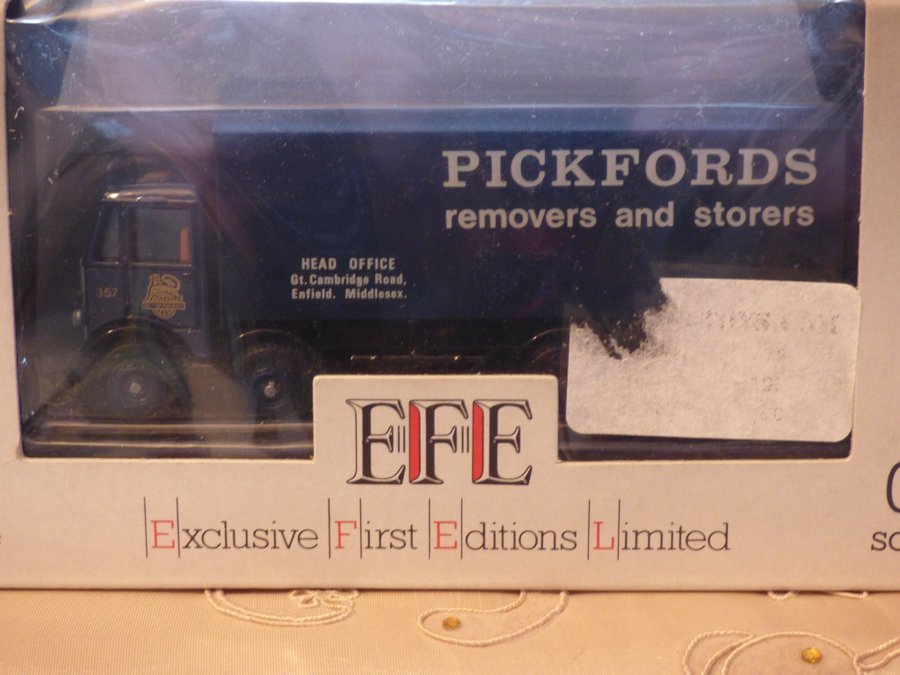 PICKFORDS
removers and storers
HEAD OFFICE
Gt. Cambridge Road,
Enfield. Middlesex.
357
EFE
Exclusive First Editions Limited